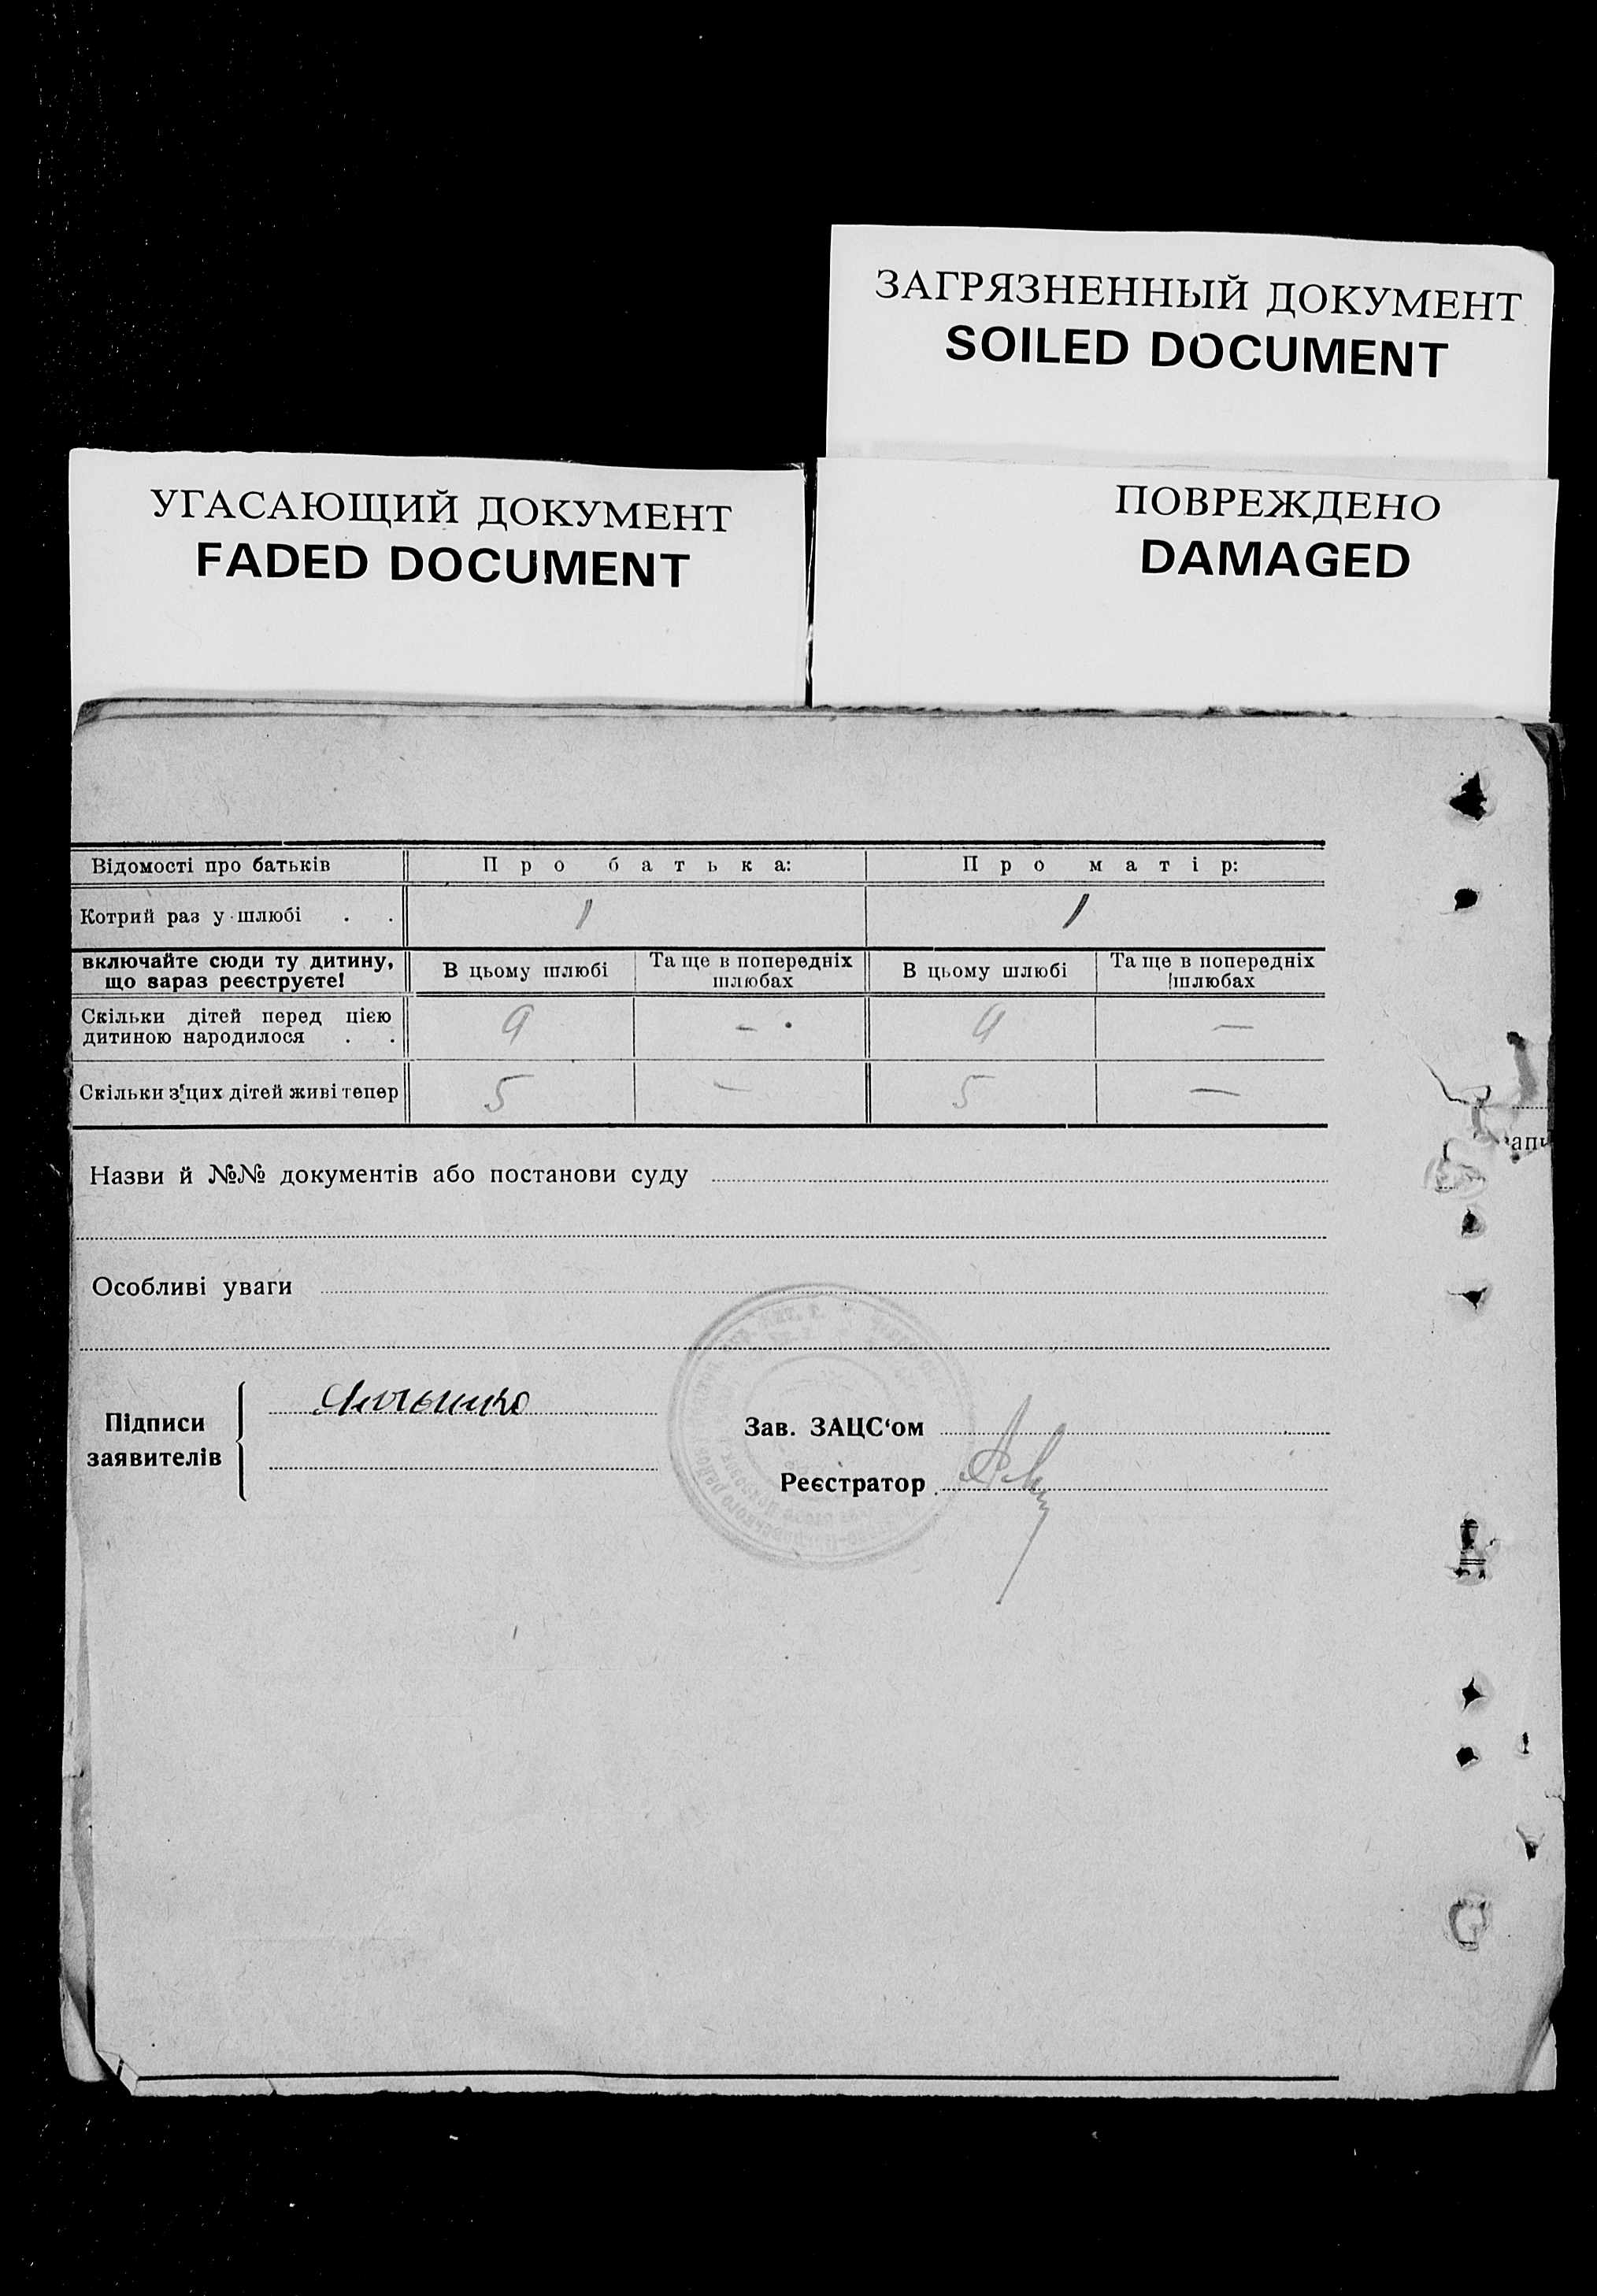 ЗАГРЯЗНЕННЫЙ ДОКУМЕНТ
SOILED DOCUMENT
УГАСАЮЩИЙ ДОКУМЕНТ
FADED DOCUMENT
ПОВРЕЖДЕНО
DAMAGED
Відомості про батьків Про батька: Про матір:
Котрий раз у шлюбі . . 1 1
включайте сюди ту дитину,
що зараз реєструєте!
В цьому шлюбі
Та ще в попередніх
шлюбах
В цьому шлюбі
Та ще в попередніх
шлюбах
Скільки дітей перед цією
дитиною народилося . .
9 — 9 —
Скільки з цих дітей живі тепер 5 — 5 —
Назви й №№ документів або постанови суду
Особливі уваги
Підписи
заявителів
Зав. ЗАЦС‘ом
Реєстратор